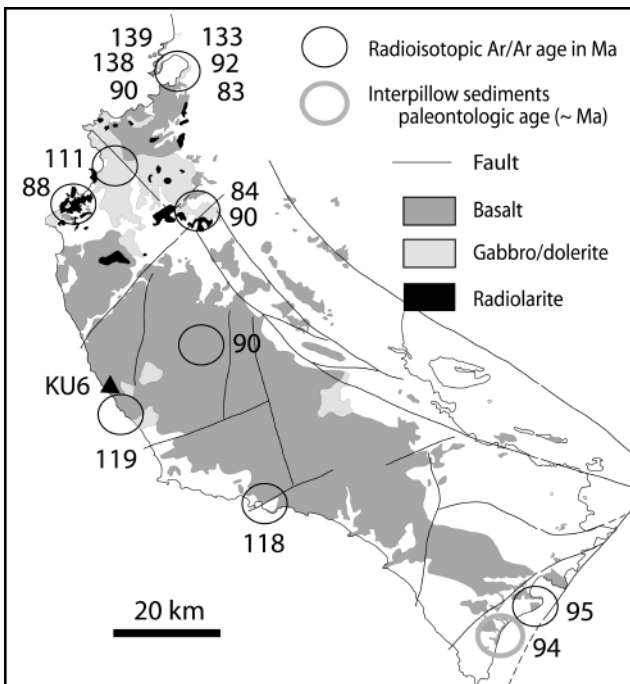 139 133
138 92
90 83
Radioisotopic Ar/Ar age in Ma
Interpillow sediments
paleontologic age (~ Ma)
111
Fault
88
84
90
Basalt
Gabbro/dolerite
Radiolarite
90
KU6
119
118
20 km
95
94